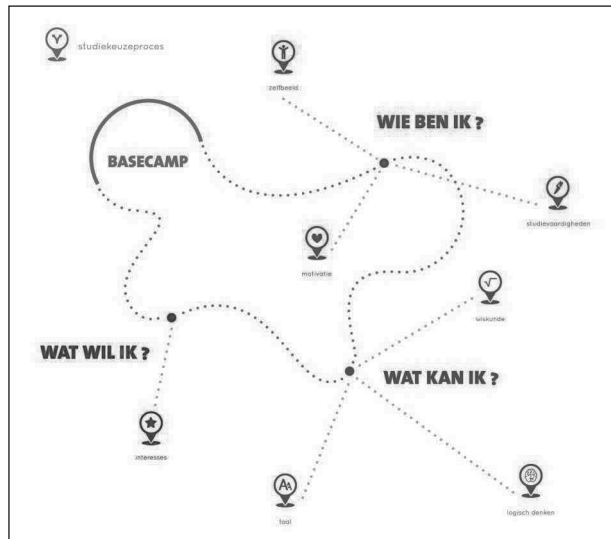 studiekeuzeproces
zelfbeeld
WIE BEN IK ?
BASECAMP
studievaardigheden
motivatie
wiskunde
WAT WIL IK ?
WAT KAN IK ?
interesses
taal
logisch denken